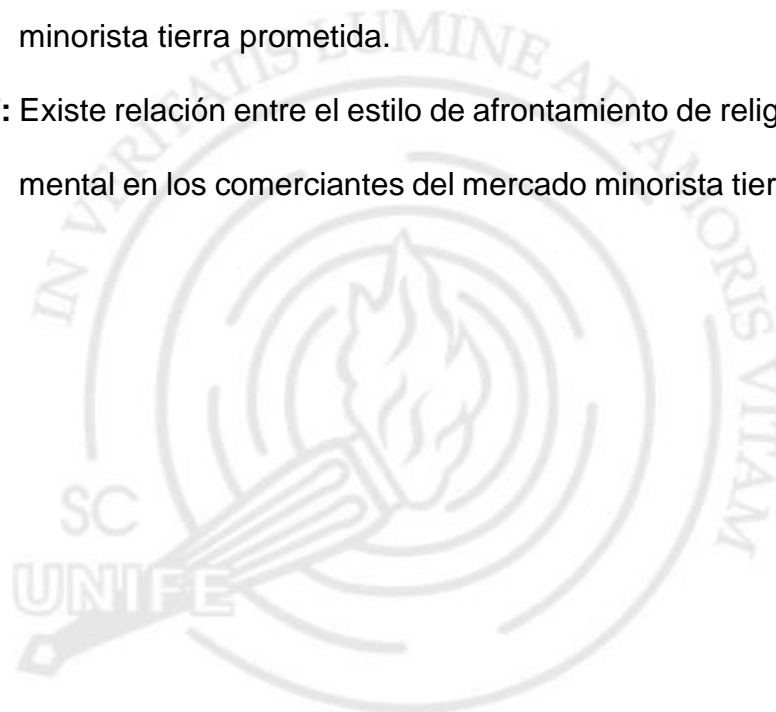 minorista tierra prometida.
: Existe relación entre el estilo de afrontamiento de relig
mental en los comerciantes del mercado minorista tier
IN VERITATIS LUMINE AD AMORIS VITAM
SC
UNIFE